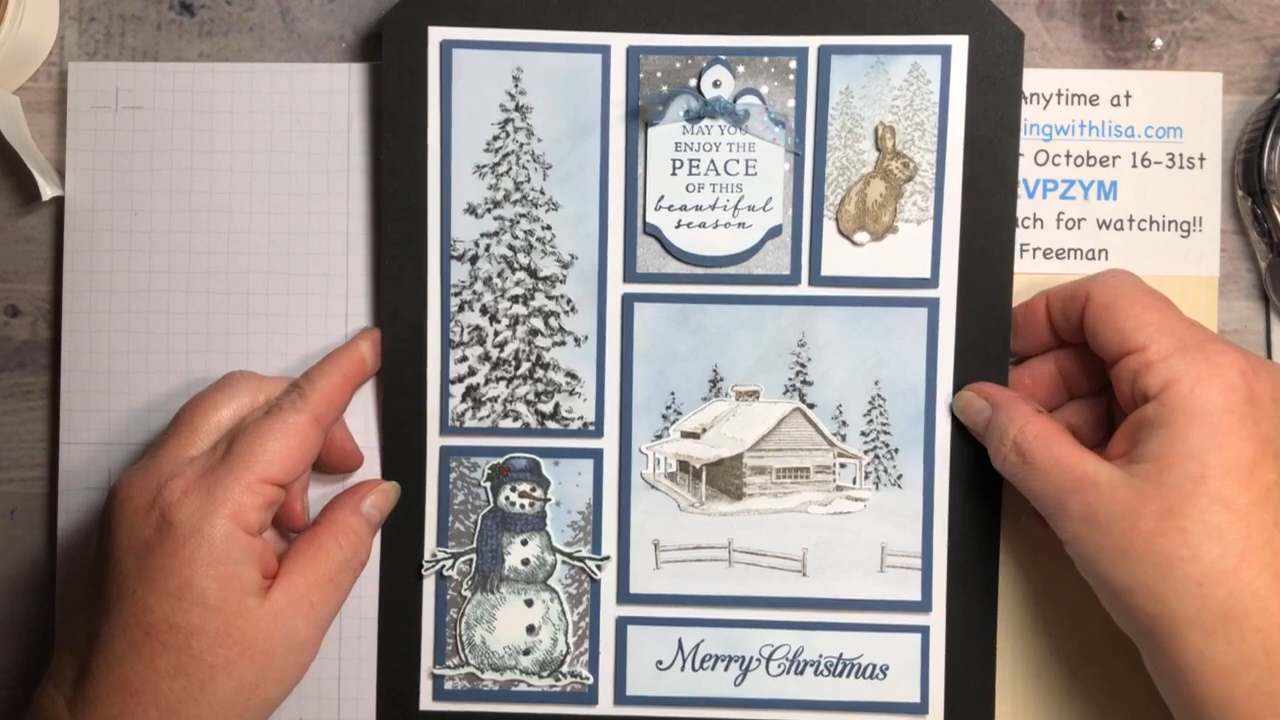 MAY YOU
ENJOY THE
PEACE
OF THIS
beautiful
season
Merry Christmas
Anytime at
ingwithlisa.com
October 16-31st
VPZYM
for watching!!
Freeman